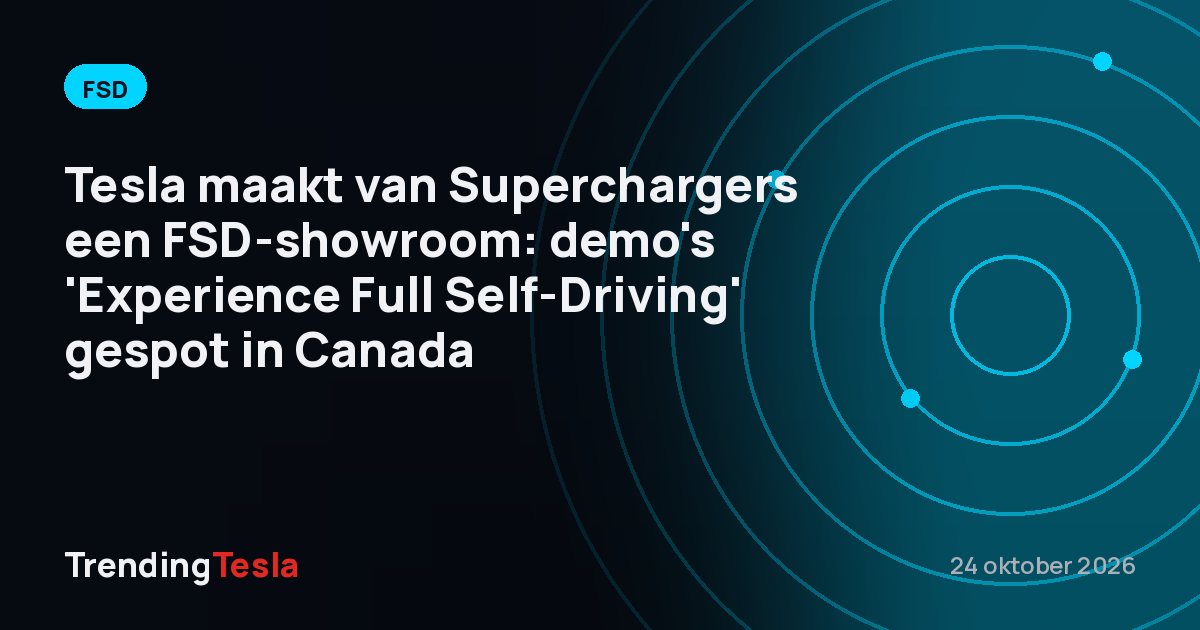 FSD
Tesla maakt van Superchargers
een FSD-showroom: demo's
'Experience Full Self-Driving'
gespot in Canada
TrendingTesla
24 oktober 2026